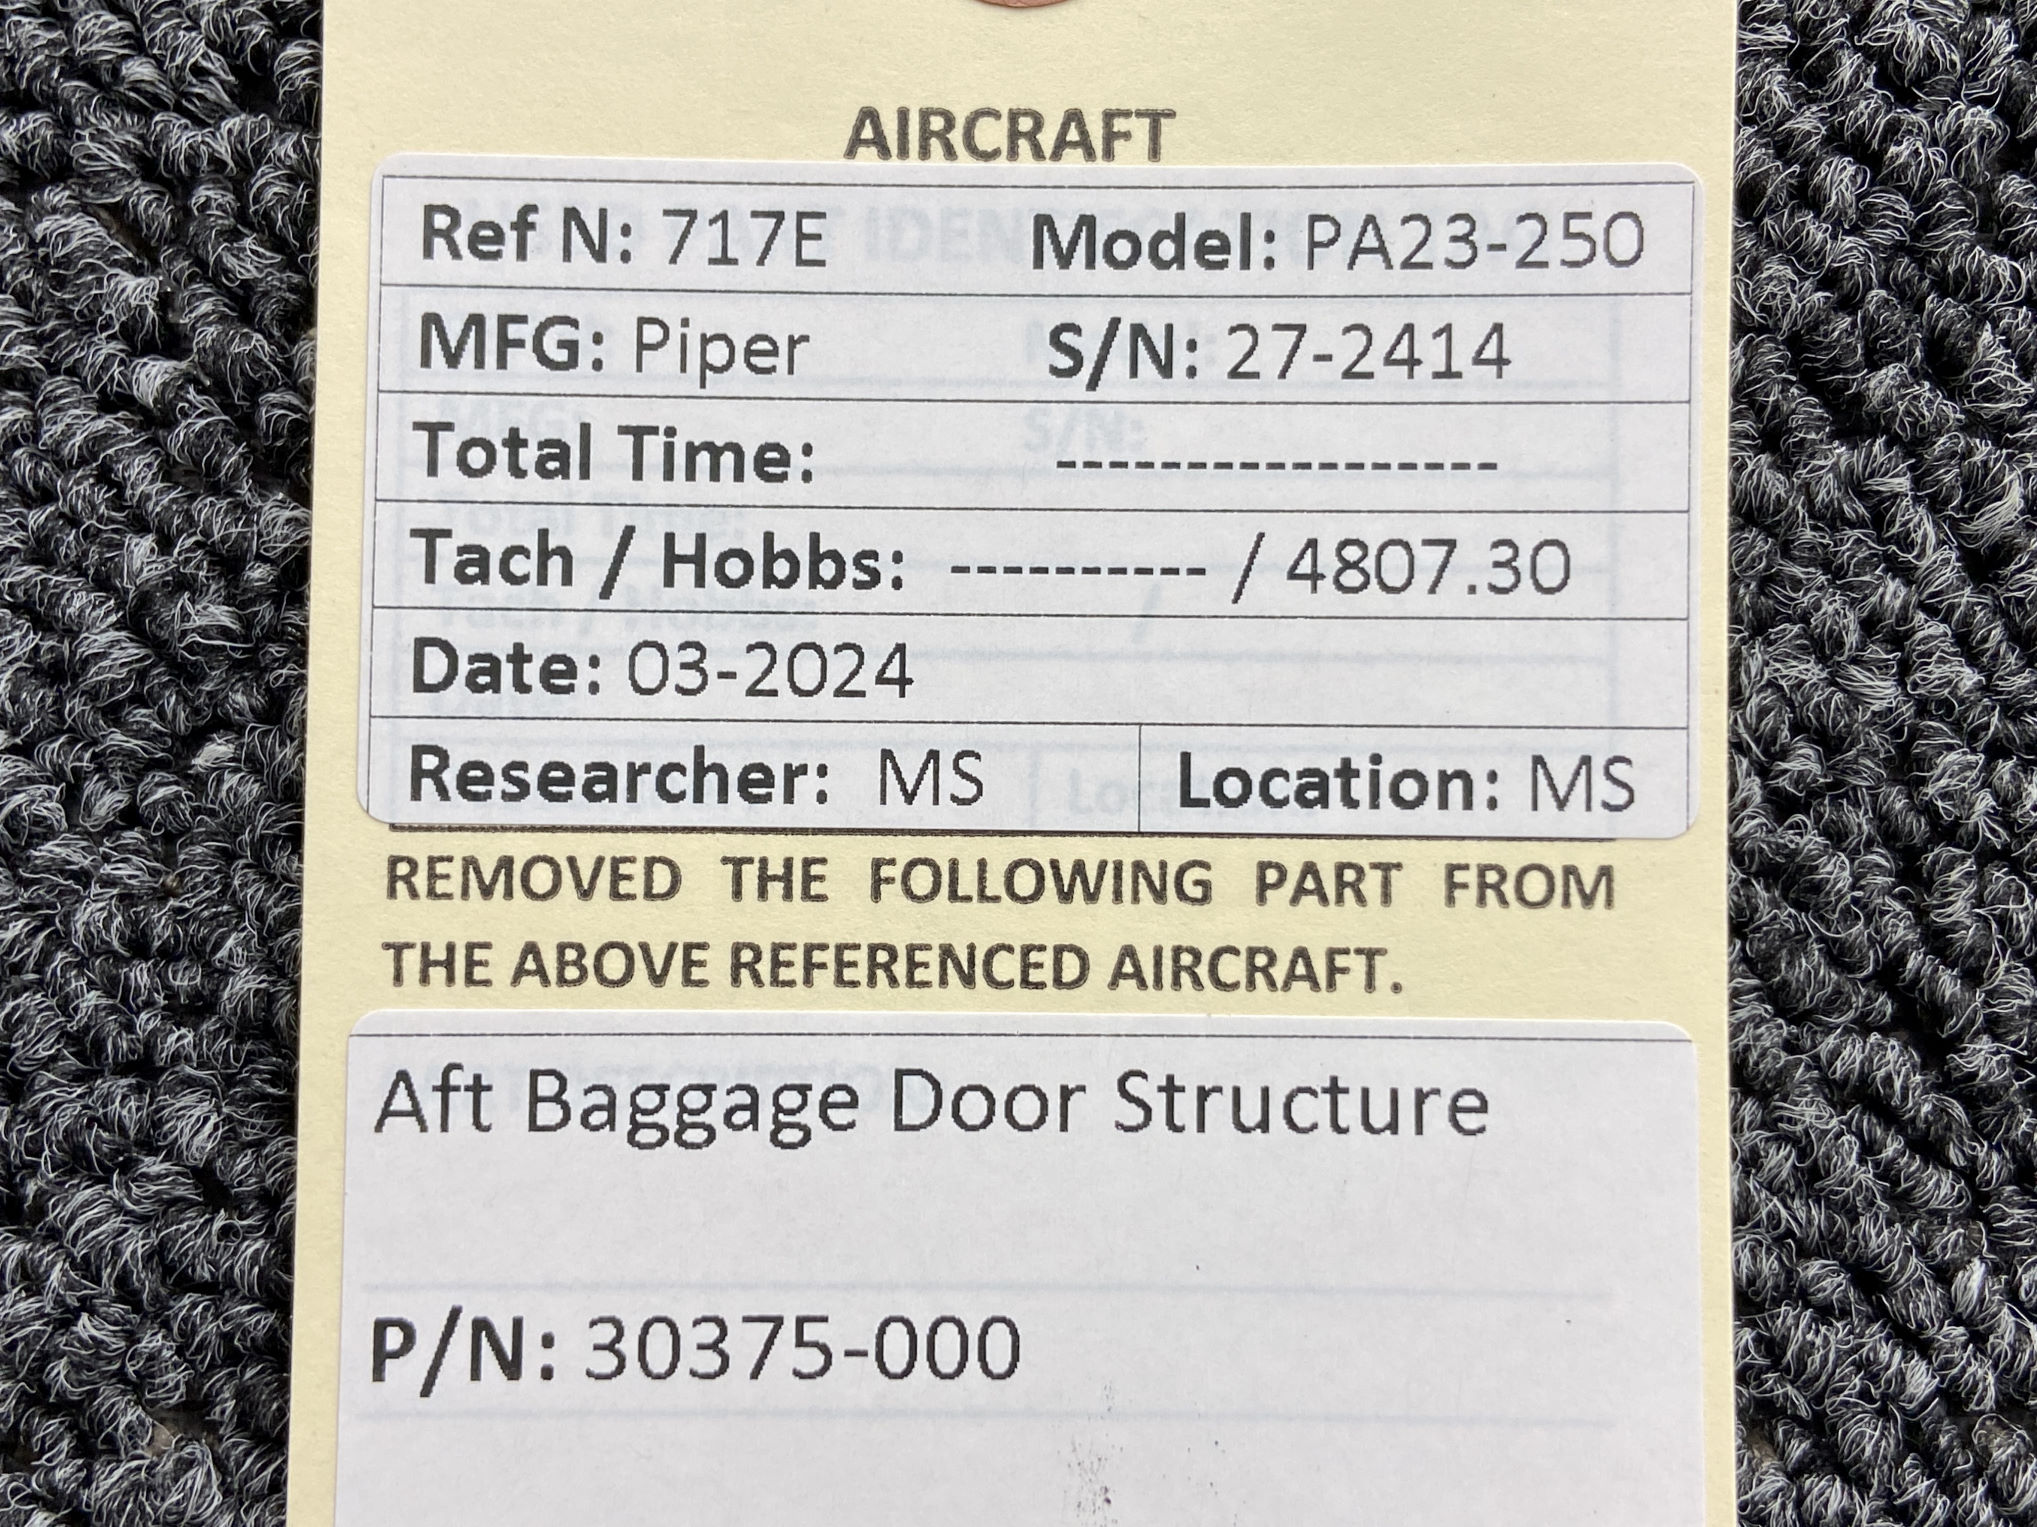 AIRCRAFT
Ref N: 717E Model: PA23-250
MFG: Piper S/N: 27-2414
Total Time: -----------------
Tach / Hobbs: ---------- / 4807.30
Date: 03-2024
Researcher: MS Location: MS
REMOVED THE FOLLOWING PART FROM
THE ABOVE REFERENCED AIRCRAFT.
Aft Baggage Door Structure
P/N: 30375-000